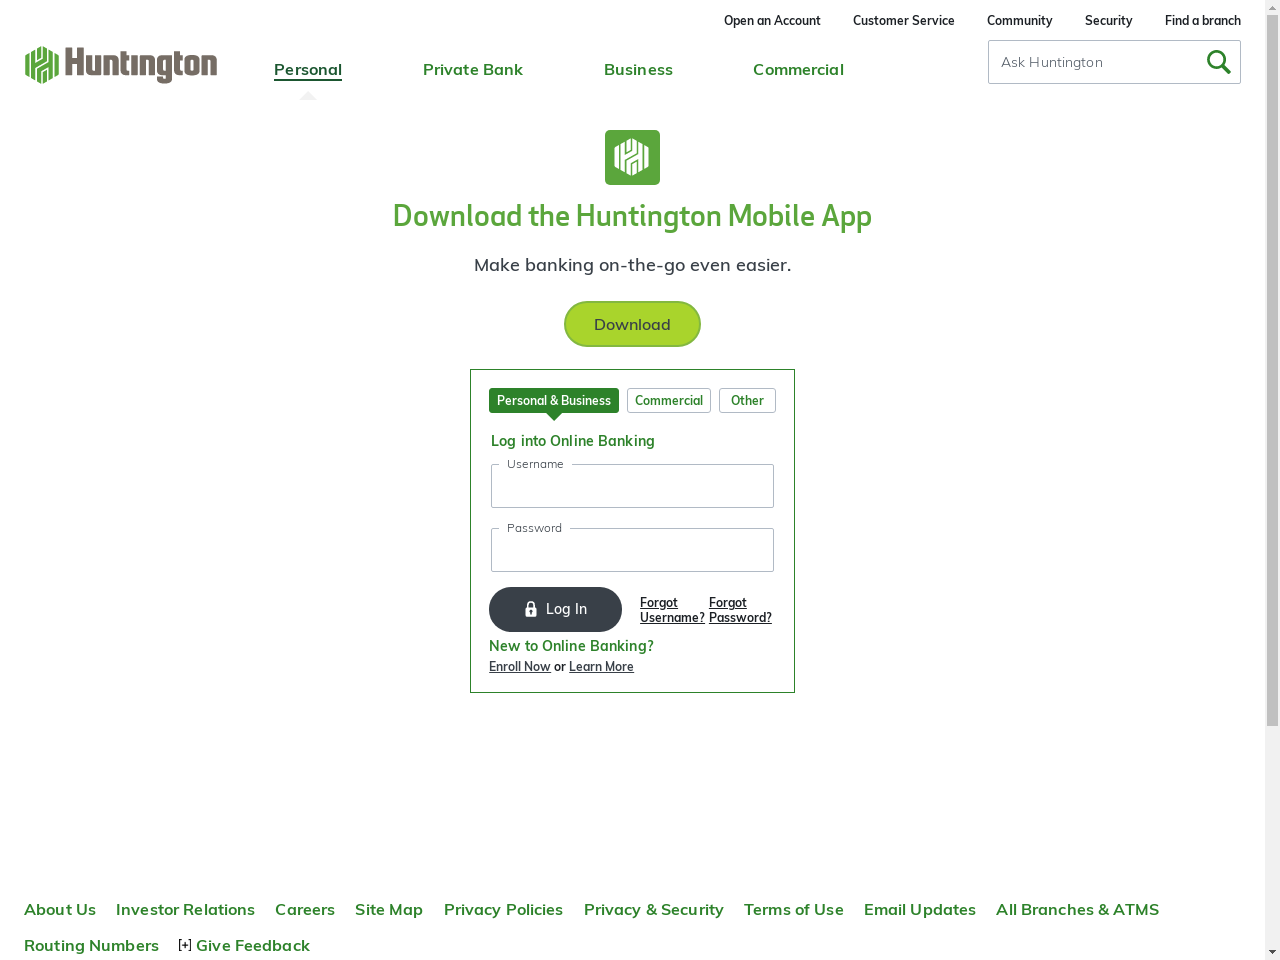 Open an Account Customer Service Community Security Find a branch
Huntington
Personal Private Bank Business Commercial
Ask Huntington
Download the Huntington Mobile App
Make banking on-the-go even easier.
Download
Personal & Business Commercial Other
Log into Online Banking
Username
Password
Log In
Forgot Username?
Forgot Password?
New to Online Banking?
Enroll Now or Learn More
About Us Investor Relations Careers Site Map Privacy Policies Privacy & Security Terms of Use Email Updates All Branches & ATMS
Routing Numbers [+] Give Feedback